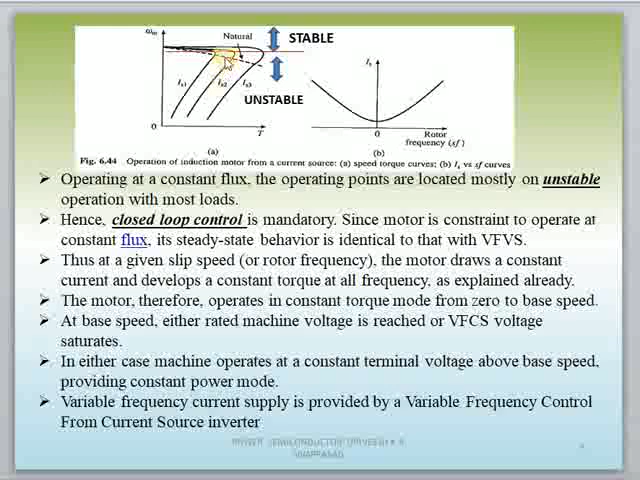 ωm
Natural
STABLE
Is1
Is2
Is3
UNSTABLE
0
T
(a)
Is
0
Rotor
frequency (sf)
(b)
Fig. 6.44 Operation of induction motor from a current source: (a) speed torque curves; (b) Is vs sf curves
➢ Operating at a constant flux, the operating points are located mostly on unstable
operation with most loads.
➢ Hence, closed loop control is mandatory. Since motor is constraint to operate at
constant flux, its steady-state behavior is identical to that with VFVS.
➢ Thus at a given slip speed (or rotor frequency), the motor draws a constant
current and develops a constant torque at all frequency, as explained already.
➢ The motor, therefore, operates in constant torque mode from zero to base speed.
➢ At base speed, either rated machine voltage is reached or VFCS voltage
saturates.
➢ In either case machine operates at a constant terminal voltage above base speed,
providing constant power mode.
➢ Variable frequency current supply is provided by a Variable Frequency Control
From Current Source inverter